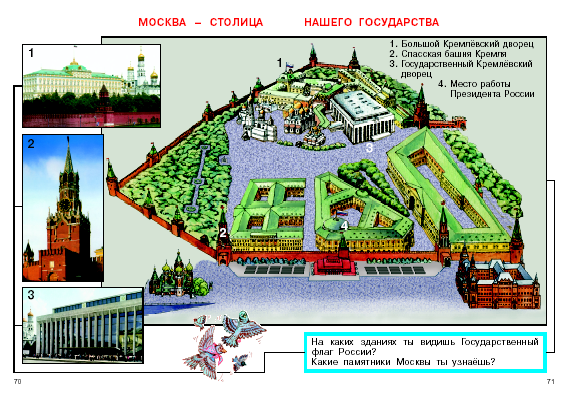 МОСКВА – СТОЛИЦА НАШЕГО ГОСУДАРСТВА
1. Большой Кремлёвский дворец
2. Спасская башня Кремля
3. Государственный Кремлёвский
дворец
4. Место работы
Президента России
1
2
3
1
2
3
4
На каких зданиях ты видишь Государственный
флаг России?
Какие памятники Москвы ты узнаёшь?
70
71